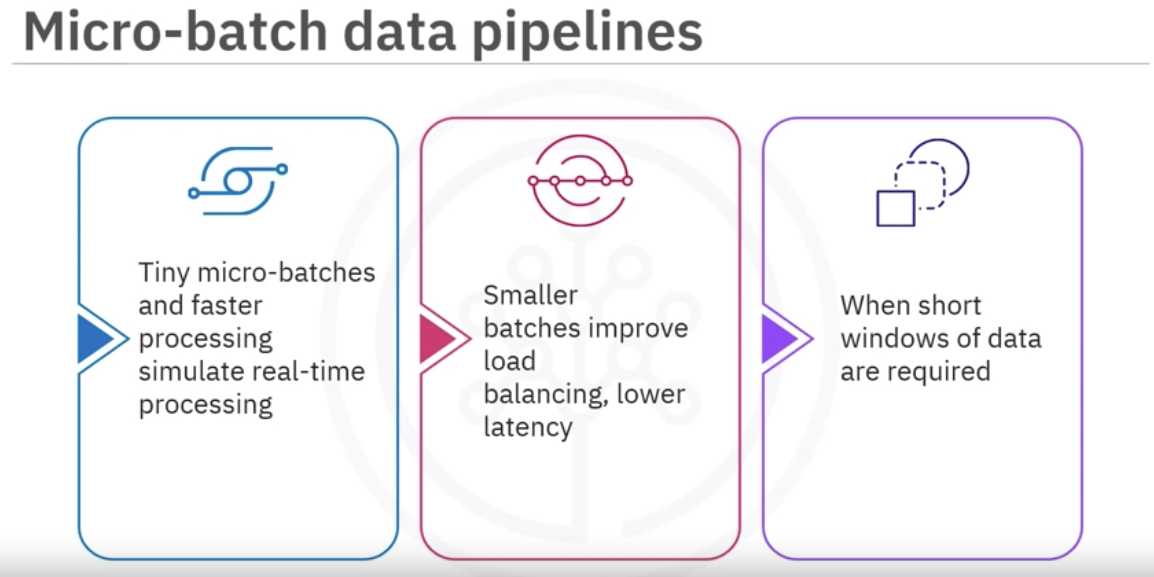 Micro-batch data pipelines
Tiny micro-batches
and faster
processing
simulate real-time
processing
Smaller
batches improve
load
balancing, lower
latency
When short
windows of data
are required